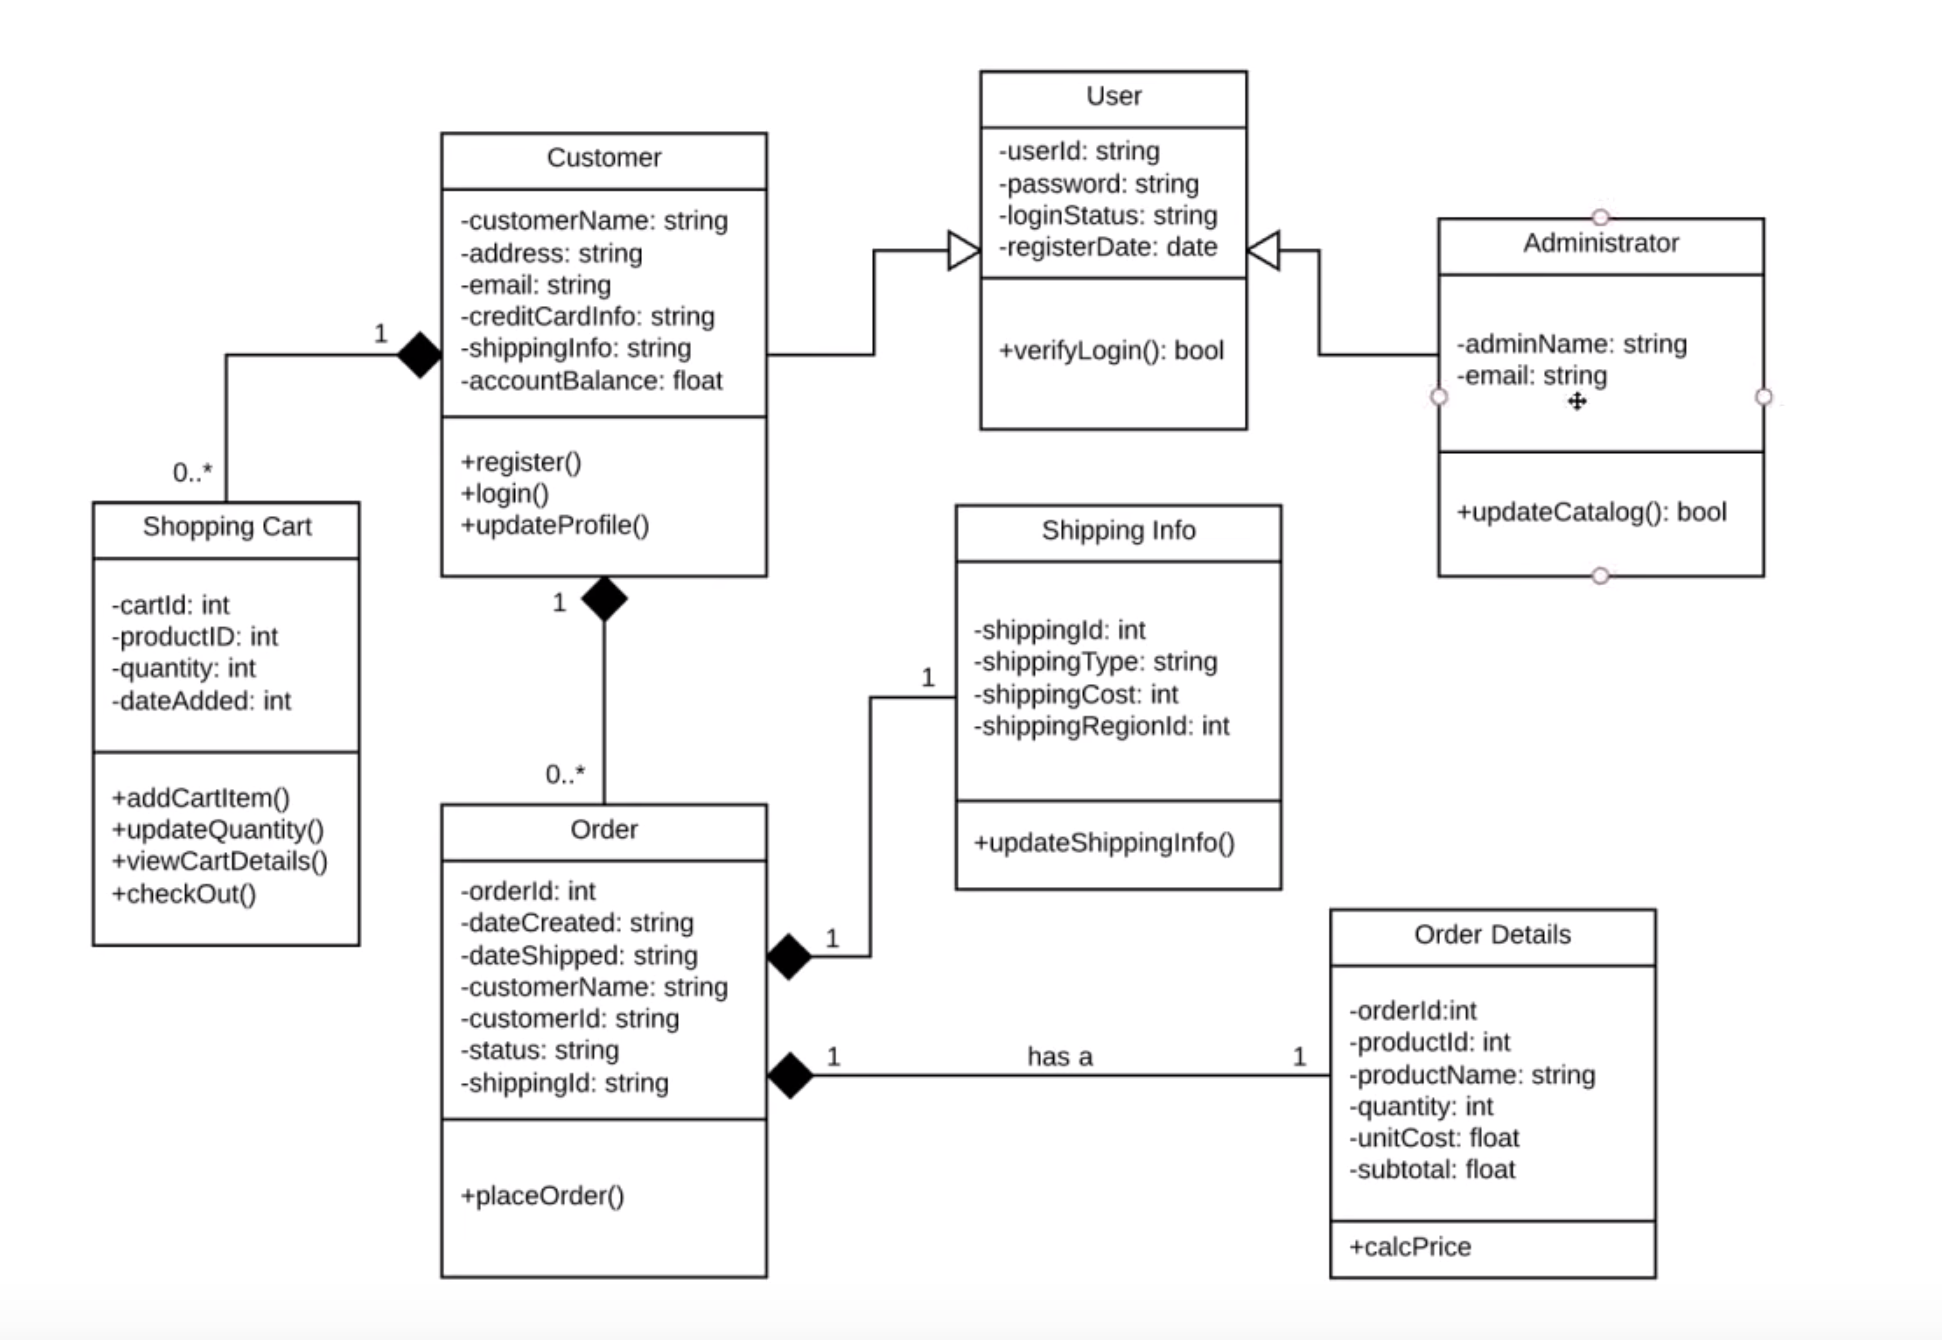 User
-userId: string
-password: string
-loginStatus: string
-registerDate: date
+verifyLogin(): bool
Customer
-customerName: string
-address: string
-email: string
-creditCardInfo: string
-shippingInfo: string
-accountBalance: float
+register()
+login()
+updateProfile()
Administrator
-adminName: string
-email: string
+updateCatalog(): bool
1
0..*
Shopping Cart
-cartId: int
-productID: int
-quantity: int
-dateAdded: int
+addCartItem()
+updateQuantity()
+viewCartDetails()
+checkOut()
1
0..*
Shipping Info
-shippingId: int
-shippingType: string
-shippingCost: int
-shippingRegionId: int
+updateShippingInfo()
1
1
Order
-orderId: int
-dateCreated: string
-dateShipped: string
-customerName: string
-customerId: string
-status: string
-shippingId: string
+placeOrder()
1 has a 1
Order Details
-orderId:int
-productId: int
-productName: string
-quantity: int
-unitCost: float
-subtotal: float
+calcPrice